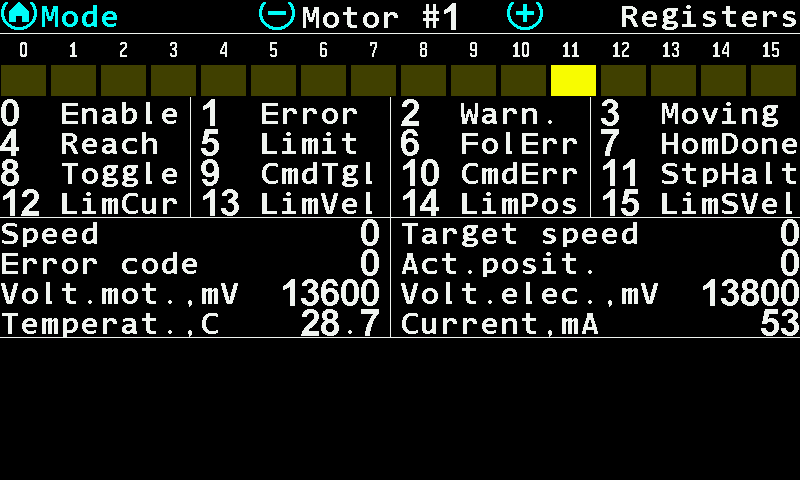 Mode − Motor #1 + Registers
0 1 2 3 4 5 6 7 8 9 10 11 12 13 14 15
0 Enable 1 Error 2 Warn. 3 Moving
4 Reach 5 Limit 6 FolErr 7 HomDone
8 Toggle 9 CmdTgl 10 CmdErr 11 StpHalt
12 LimCur 13 LimVel 14 LimPos 15 LimSVel
Speed 0 Target speed 0
Error code 0 Act.posit. 0
Volt.mot.,mV 13600 Volt.elec.,mV 13800
Temperat.,C 28.7 Current,mA 53